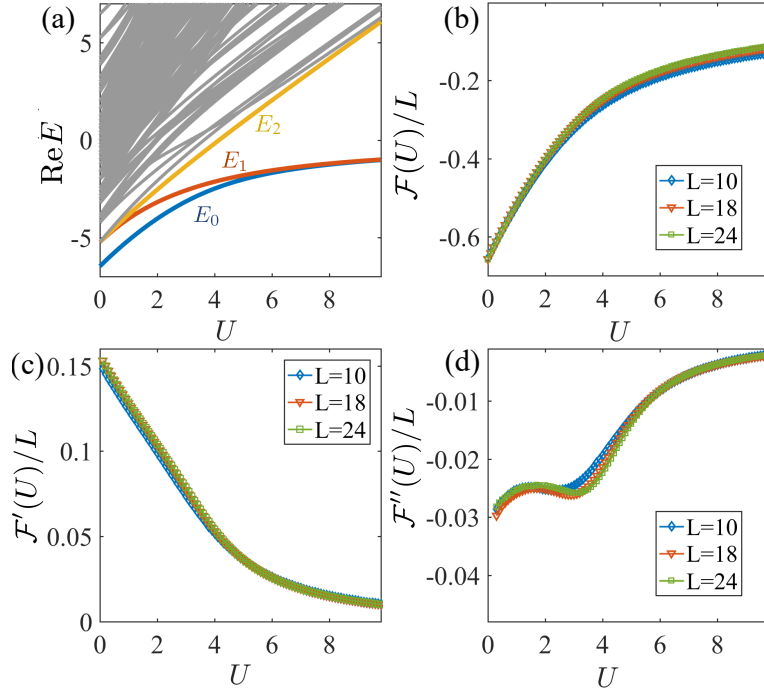 (a)
5
0
-5
ReE
E₂
E₁
E₀
0 2 4 6 8
U
(b)
-0.2
-0.4
-0.6
F(U)/L
L=10
L=18
L=24
0 2 4 6 8
U
(c)
0.15
0.1
0.05
0
F'(U)/L
L=10
L=18
L=24
0 2 4 6 8
U
(d)
-0.01
-0.02
-0.03
-0.04
F''(U)/L
L=10
L=18
L=24
0 2 4 6 8
U